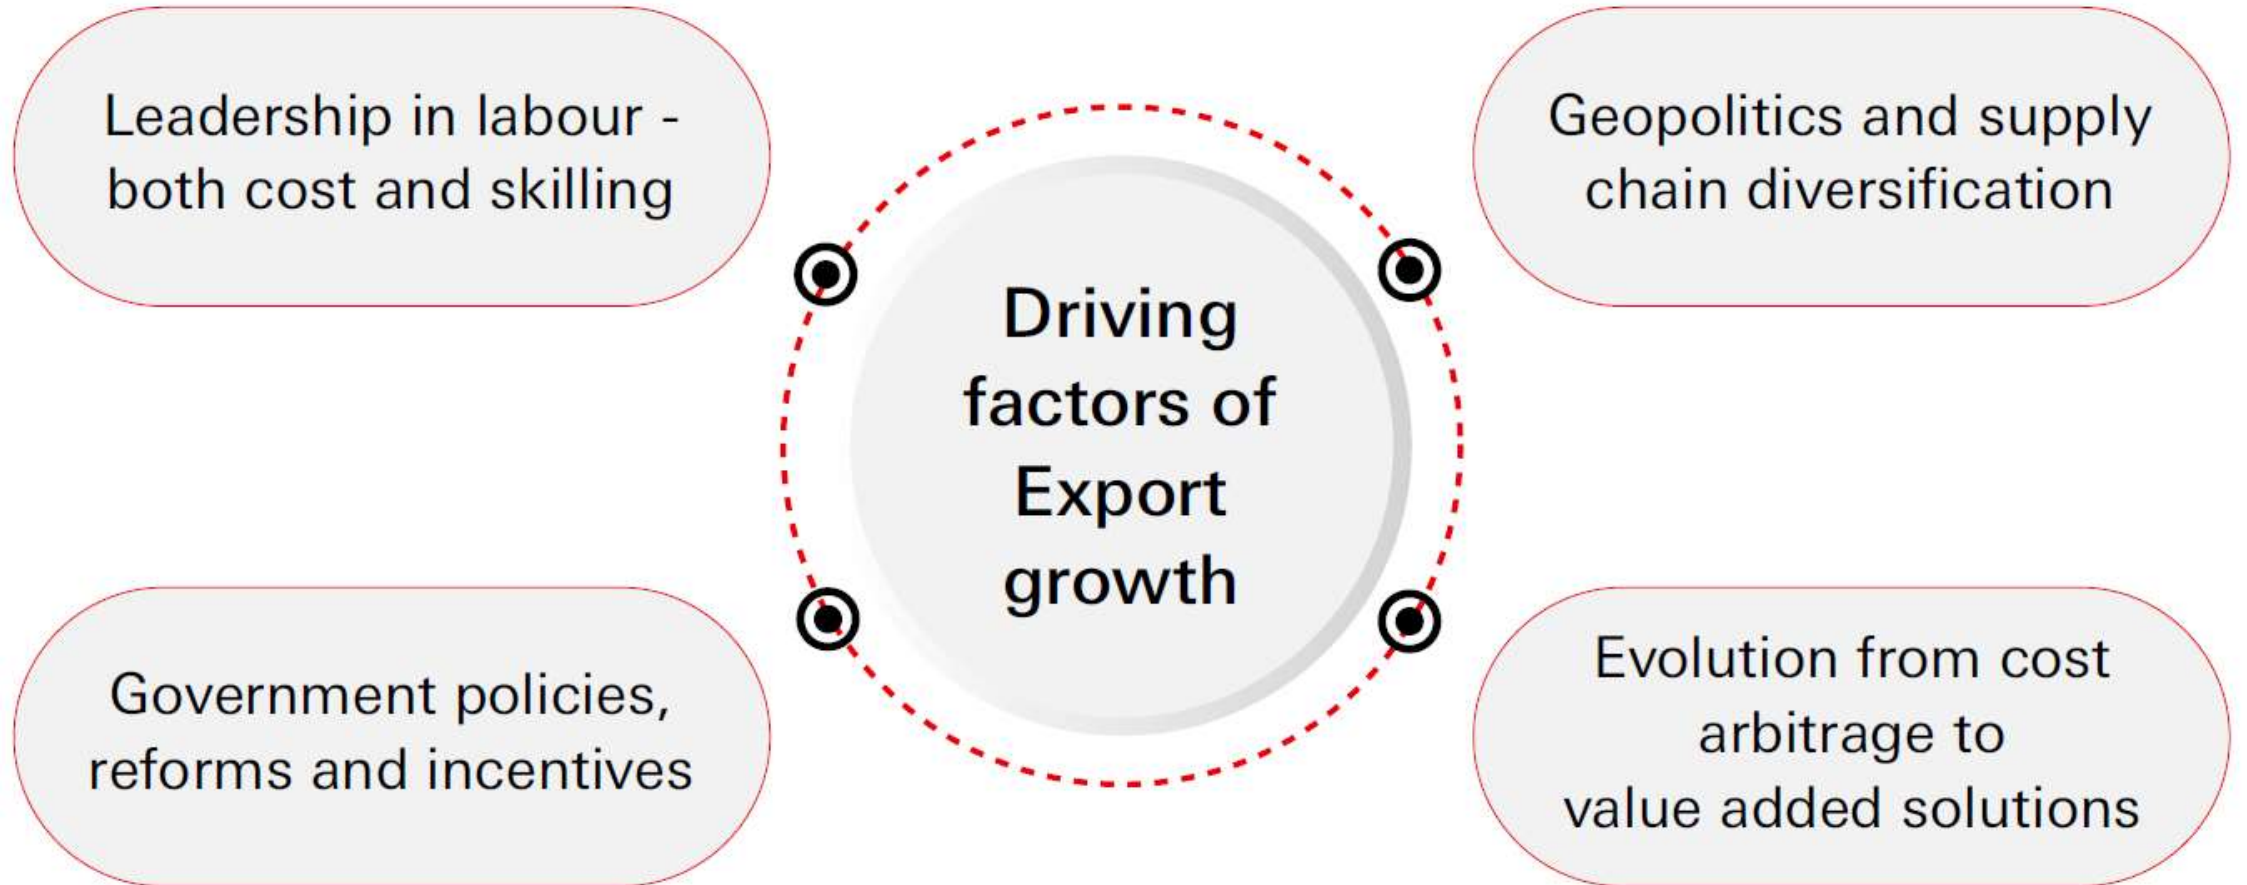 Leadership in labour -
both cost and skilling
Geopolitics and supply
chain diversification
Driving
factors of
Export
growth
Government policies,
reforms and incentives
Evolution from cost
arbitrage to
value added solutions